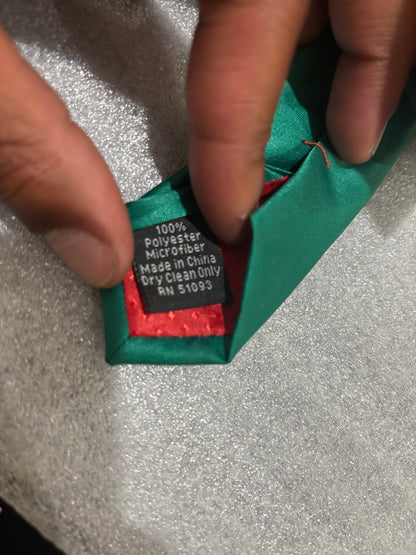 100%
Polyester
Microfiber
Made in China
Dry Clean Only
RN 51093